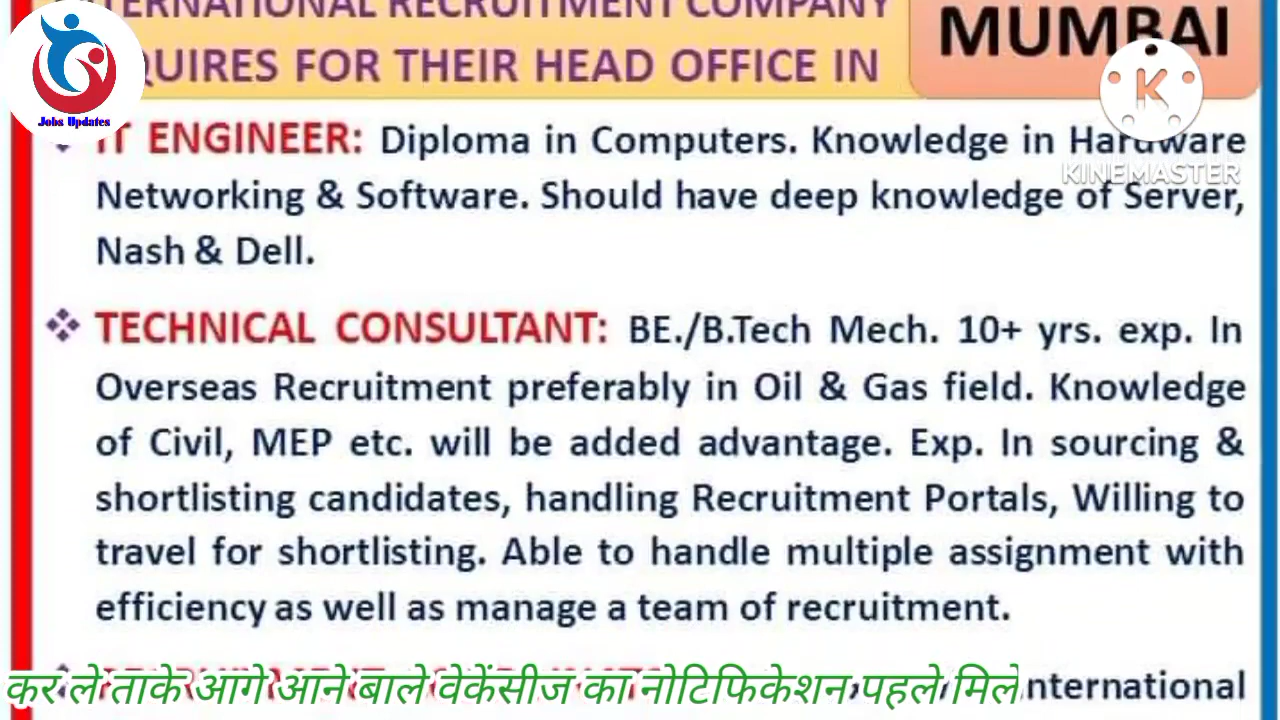 TERNATIONAL RECRUITMENT COMPANY
QUIRES FOR THEIR HEAD OFFICE IN
MUMBAI
Jobs Updates
K
KINEMASTER
IT ENGINEER: Diploma in Computers. Knowledge in Hardware
Networking & Software. Should have deep knowledge of Server,
Nash & Dell.
TECHNICAL CONSULTANT: BE./B.Tech Mech. 10+ yrs. exp. In
Overseas Recruitment preferably in Oil & Gas field. Knowledge
of Civil, MEP etc. will be added advantage. Exp. In sourcing &
shortlisting candidates, handling Recruitment Portals, Willing to
travel for shortlisting. Able to handle multiple assignment with
efficiency as well as manage a team of recruitment.
nternational
कर ले ताके आगे आने बाले वेकेंसीज का नोटिफिकेशन पहले मिले